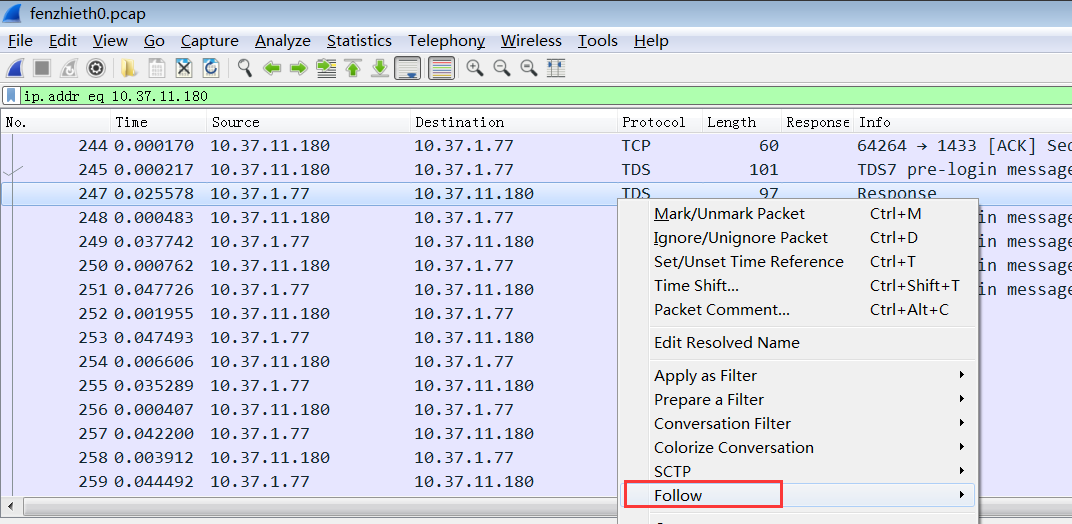 fenzhieth0.pcap
File Edit View Go Capture Analyze Statistics Telephony Wireless Tools Help
ip.addr eq 10.37.11.180
No. Time Source Destination Protocol Length Response Info
244 0.000170 10.37.11.180 10.37.1.77 TCP 60 64264 → 1433 [ACK] Sec
245 0.000217 10.37.11.180 10.37.1.77 TDS 101 TDS7 pre-login message
247 0.025578 10.37.1.77 10.37.11.180 TDS 97 Response
248 0.000483 10.37.11.180 10.37.1.77 in message
249 0.037742 10.37.1.77 10.37.11.180 in message
250 0.000762 10.37.11.180 10.37.1.77 in message
251 0.047726 10.37.1.77 10.37.11.180 in message
252 0.001955 10.37.11.180 10.37.1.77
253 0.047493 10.37.1.77 10.37.11.180
254 0.006606 10.37.11.180 10.37.1.77
255 0.035289 10.37.1.77 10.37.11.180
256 0.000407 10.37.11.180 10.37.1.77
257 0.042200 10.37.1.77 10.37.11.180
258 0.003912 10.37.11.180 10.37.1.77
259 0.044492 10.37.1.77 10.37.11.180
Mark/Unmark Packet Ctrl+M
Ignore/Unignore Packet Ctrl+D
Set/Unset Time Reference Ctrl+T
Time Shift... Ctrl+Shift+T
Packet Comment... Ctrl+Alt+C
Edit Resolved Name
Apply as Filter
Prepare a Filter
Conversation Filter
Colorize Conversation
SCTP
Follow